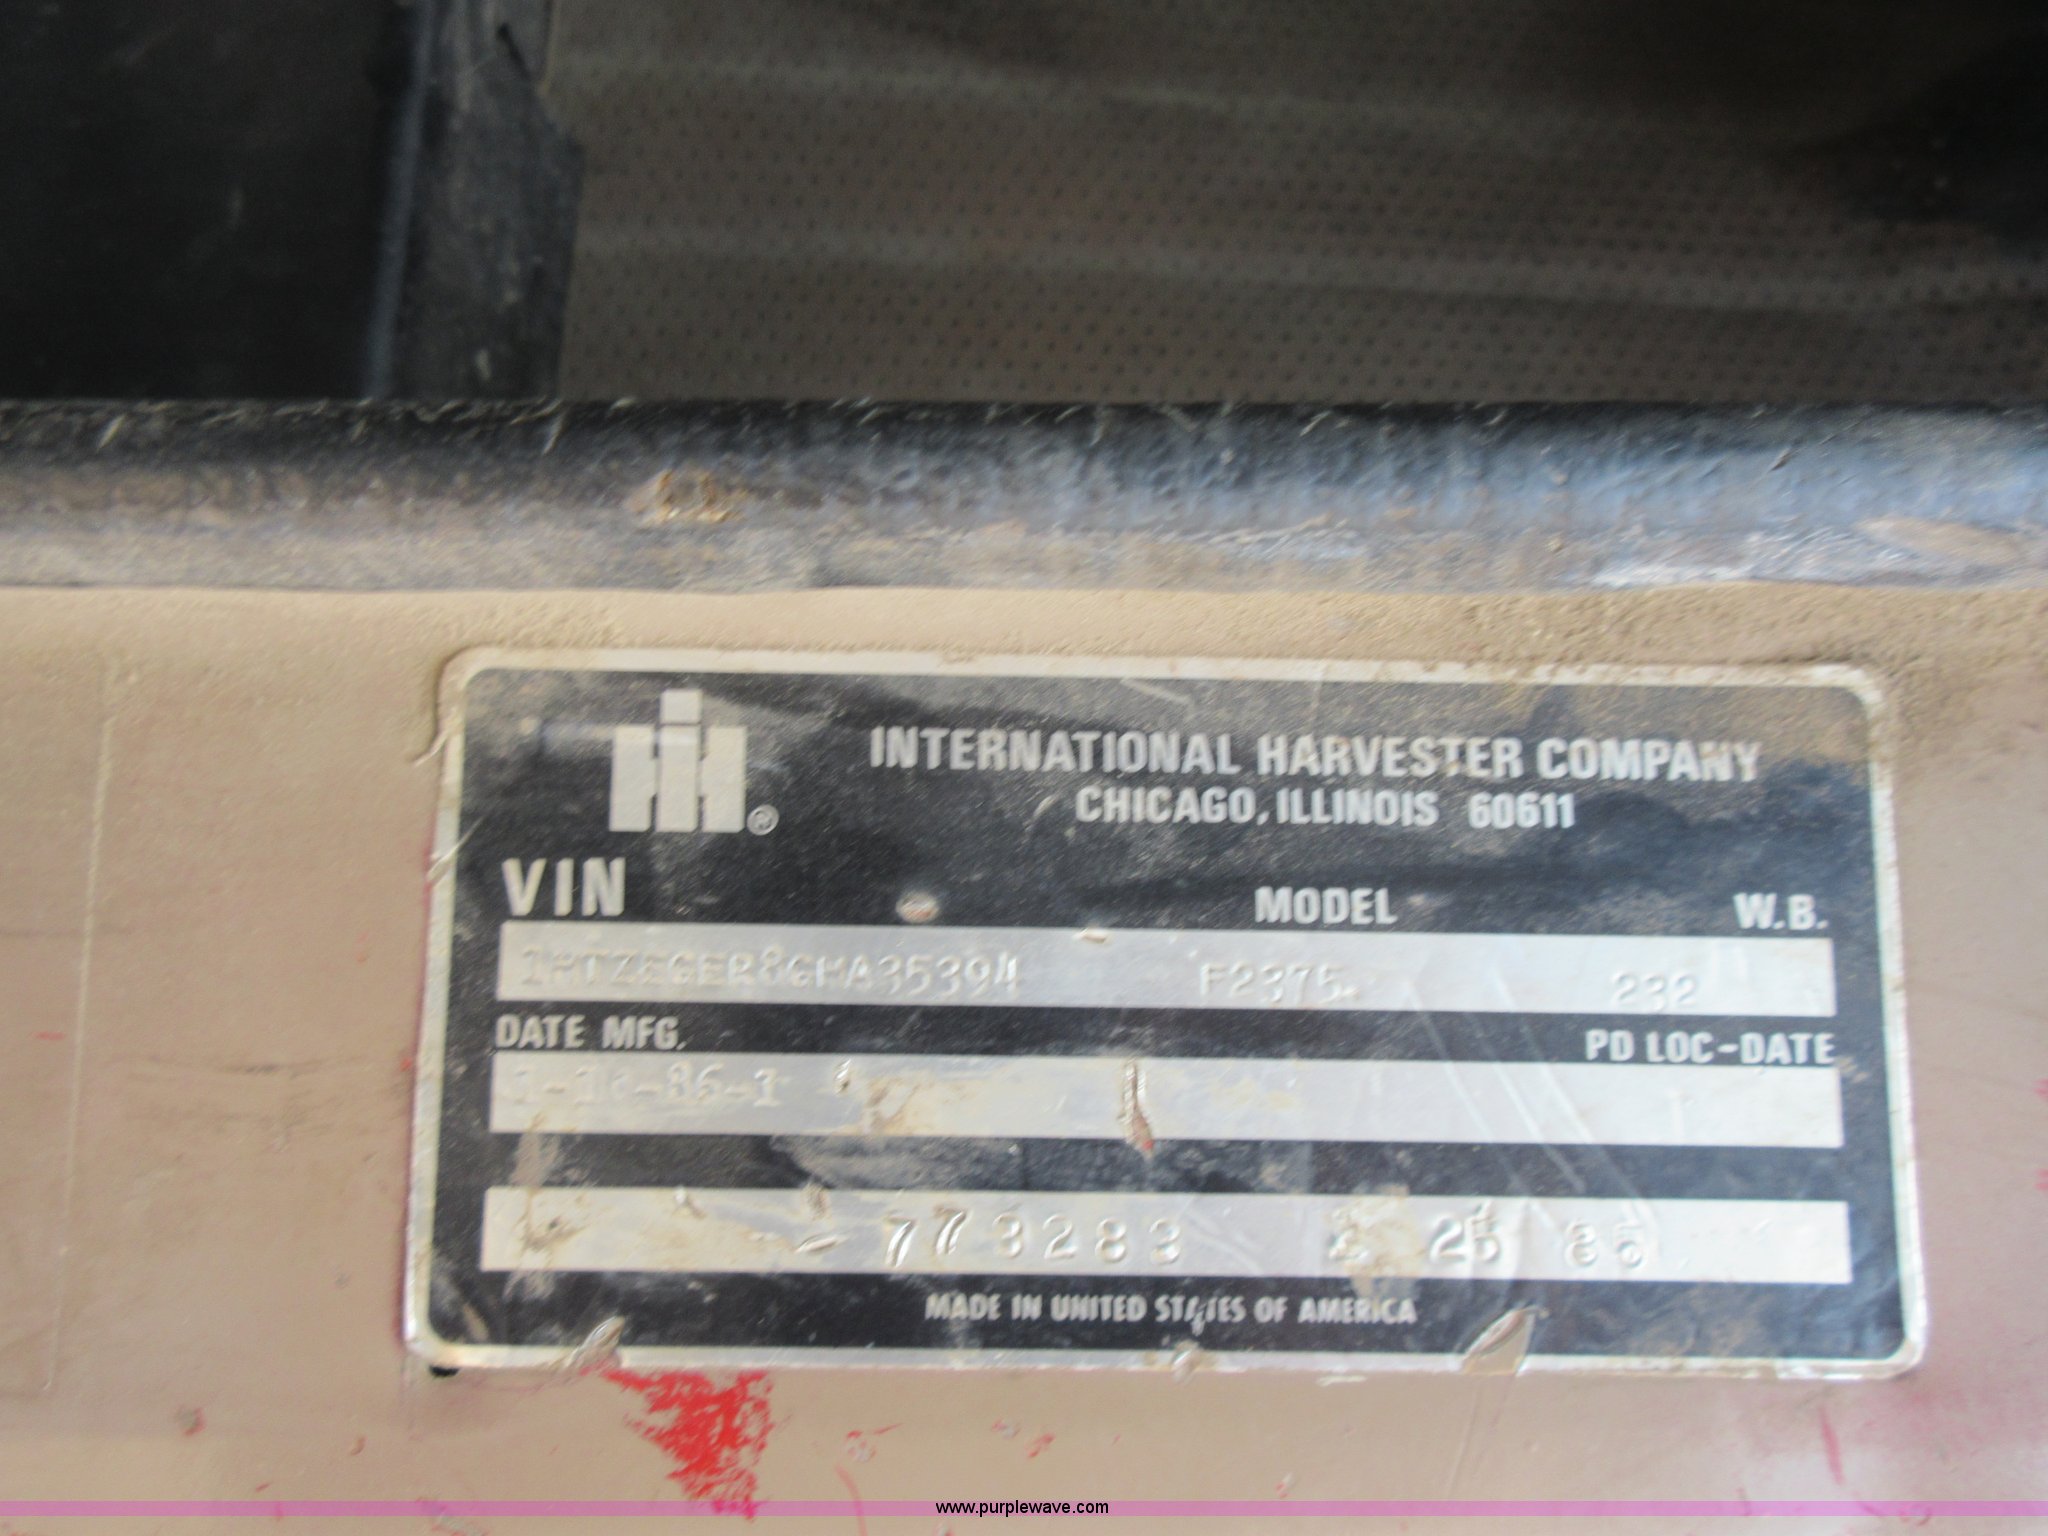 INTERNATIONAL HARVESTER COMPANY
CHICAGO, ILLINOIS 60611
VIN MODEL W.B.
F2375 232
DATE MFG. PD LOC-DATE
773283 25
MADE IN UNITED STATES OF AMERICA
www.purplewave.com